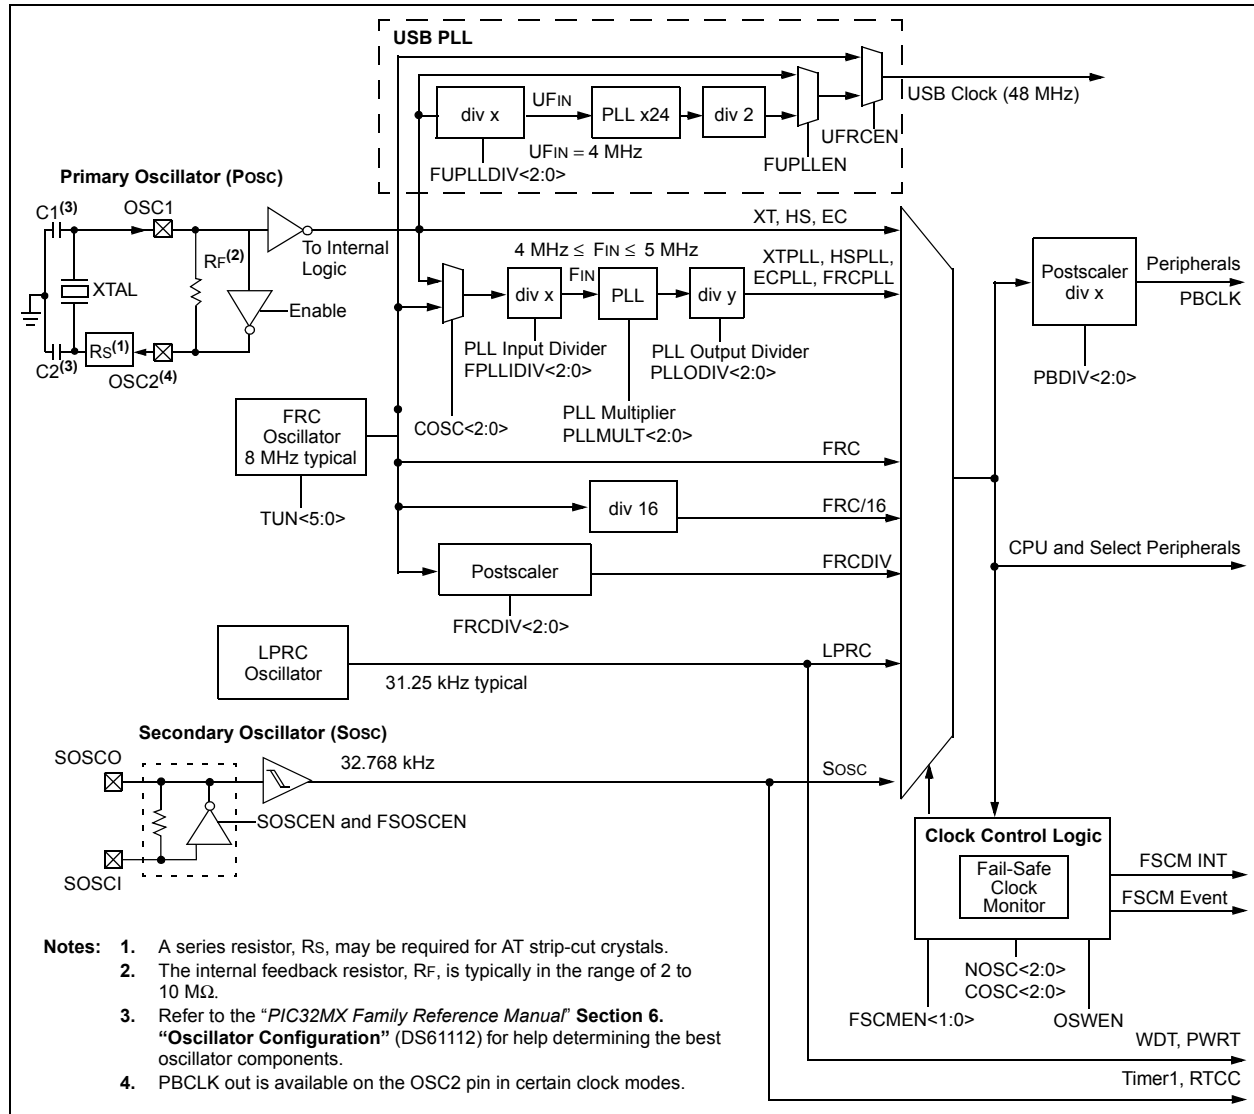 USB PLL
div x
UFIN
PLL x24
div 2
UFIN = 4 MHz
FUPLLDIV<2:0>
FUPLLEN
UFRCEN
USB Clock (48 MHz)
Primary Oscillator (POSC)
C1(3)
OSC1
RF(2)
To Internal
Logic
XTAL
Enable
RS(1)
C2(3)
OSC2(4)
XT, HS, EC
4 MHz ≤ FIN ≤ 5 MHz
FIN
XTPLL, HSPLL,
ECPLL, FRCPLL
div x
PLL
div y
PLL Input Divider
FPLLIDIV<2:0>
PLL Output Divider
PLLODIV<2:0>
PLL Multiplier
PLLMULT<2:0>
COSC<2:0>
Postscaler
div x
Peripherals
PBCLK
PBDIV<2:0>
FRC
Oscillator
8 MHz typical
TUN<5:0>
FRC
div 16
FRC/16
CPU and Select Peripherals
Postscaler
FRCDIV
FRCDIV<2:0>
LPRC
Oscillator
LPRC
31.25 kHz typical
Secondary Oscillator (SOSC)
SOSCO
32.768 kHz
SOSC
SOSCEN and FSOSCEN
SOSCI
Clock Control Logic
Fail-Safe
Clock
Monitor
FSCM INT
FSCM Event
NOSC<2:0>
COSC<2:0>
FSCMEN<1:0>
OSWEN
WDT, PWRT
Timer1, RTCC
Notes: 1. A series resistor, RS, may be required for AT strip-cut crystals.
2. The internal feedback resistor, RF, is typically in the range of 2 to
10 MΩ.
3. Refer to the “PIC32MX Family Reference Manual” Section 6.
“Oscillator Configuration” (DS61112) for help determining the best
oscillator components.
4. PBCLK out is available on the OSC2 pin in certain clock modes.